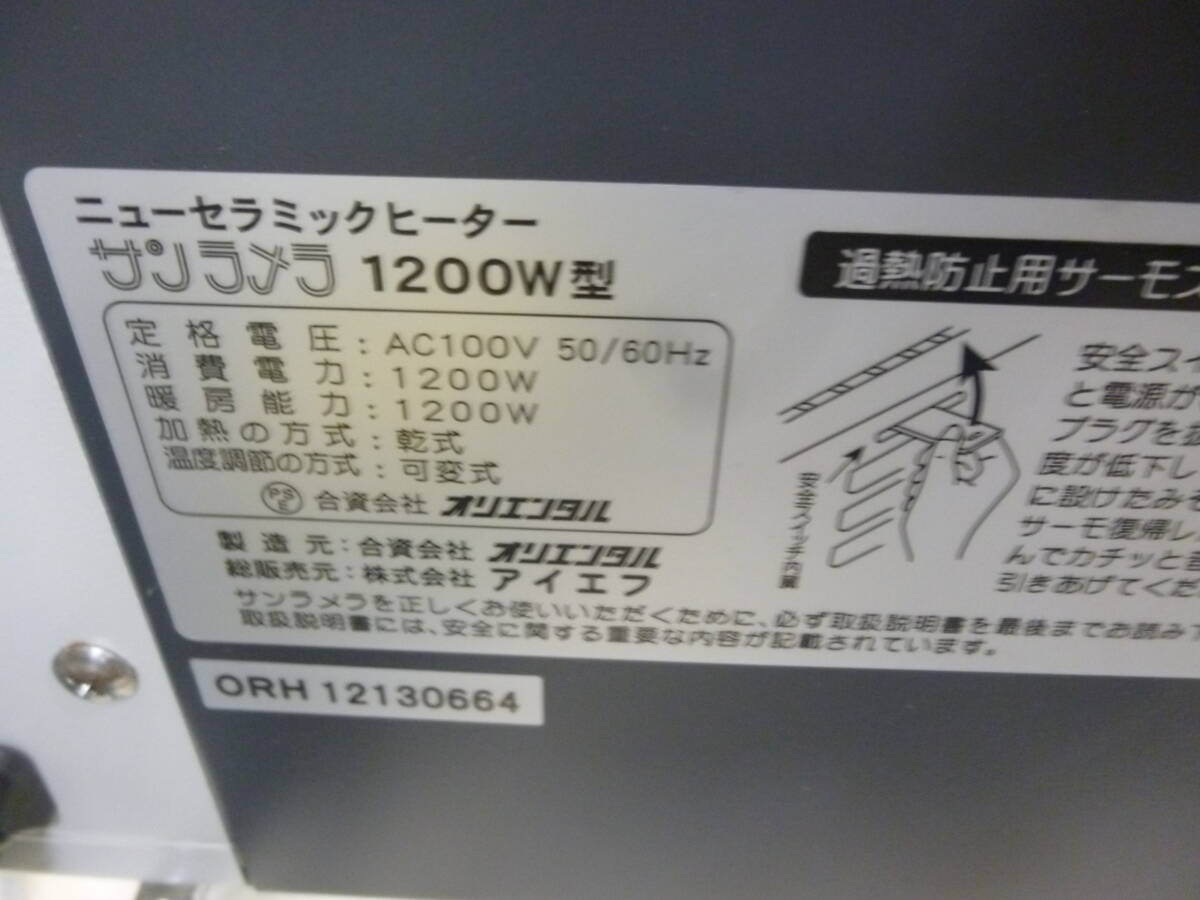 ニューセラミックヒーター
サンラメラ 1200W型
定格電圧 : AC100V 50/60Hz
消費電力 : 1200W
暖房能力 : 1200W
加熱の方式 : 乾式
温度調節の方式 : 可変式
PSE 合資会社 オリエンタル
製造元 : 合資会社 オリエンタル
総販売元 : 株式会社 アイエフ
サンラメラを正しくお使いいただくために、必ず取扱説明書を最後までお読み
取扱説明書には、安全に関する重要な内容が記載されています。
過熱防止用サーモス
安全スイ
と電源が
プラグを
度が低下し
に設けたみぞ
サーモ復帰レ
んでカチッと音
引きあげてくだ
安全スイッチ内蔵
ORH 12130664